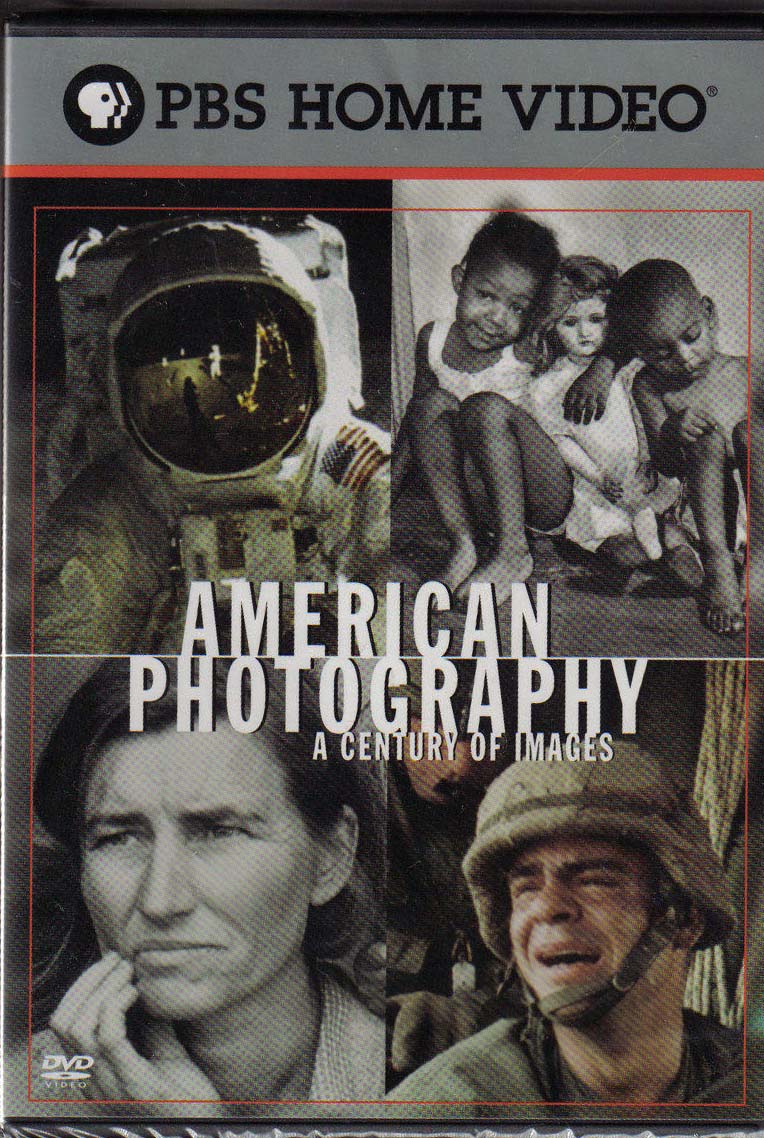 PBS HOME VIDEO®
AMERICAN
PHOTOGRAPHY
A CENTURY OF IMAGES
DVD
VIDEO